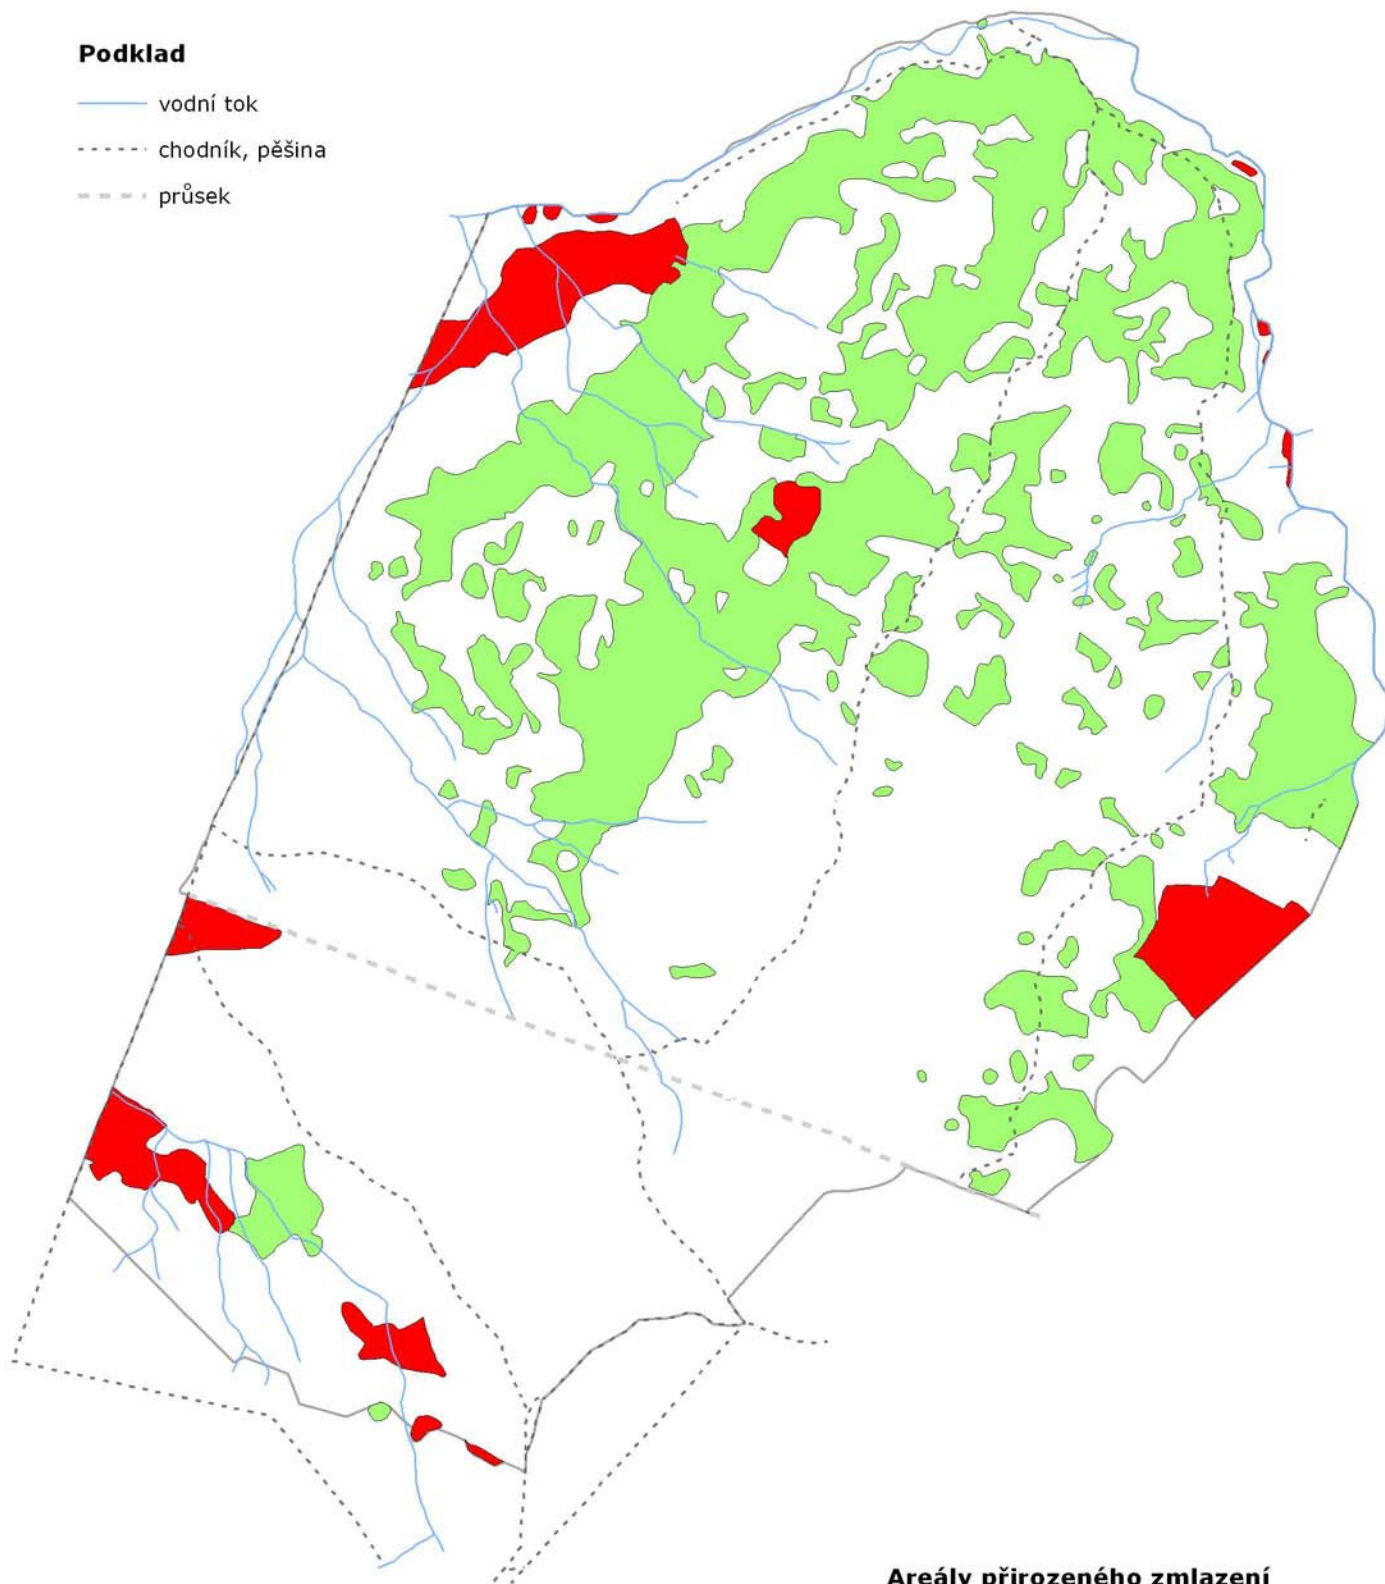 Podklad
vodní tok
chodník, pěšina
průsek
Areály přirozeného zmlazení